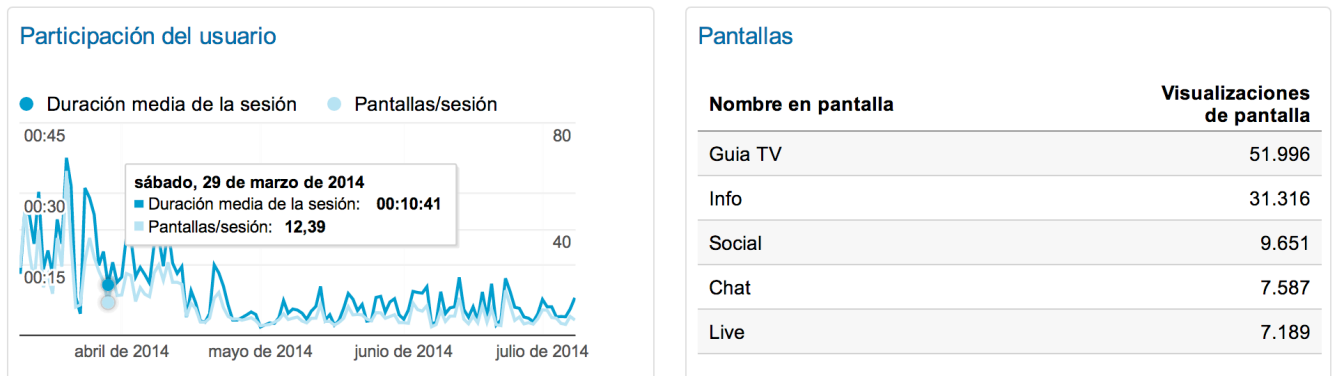 Participación del usuario
Duración media de la sesión Pantallas/sesión
00:45 80
sábado, 29 de marzo de 2014
Duración media de la sesión: 00:10:41
Pantallas/sesión: 12,39
00:30
40
00:15
abril de 2014 mayo de 2014 junio de 2014 julio de 2014
Pantallas
Nombre en pantalla Visualizaciones
de pantalla
Guia TV 51.996
Info 31.316
Social 9.651
Chat 7.587
Live 7.189